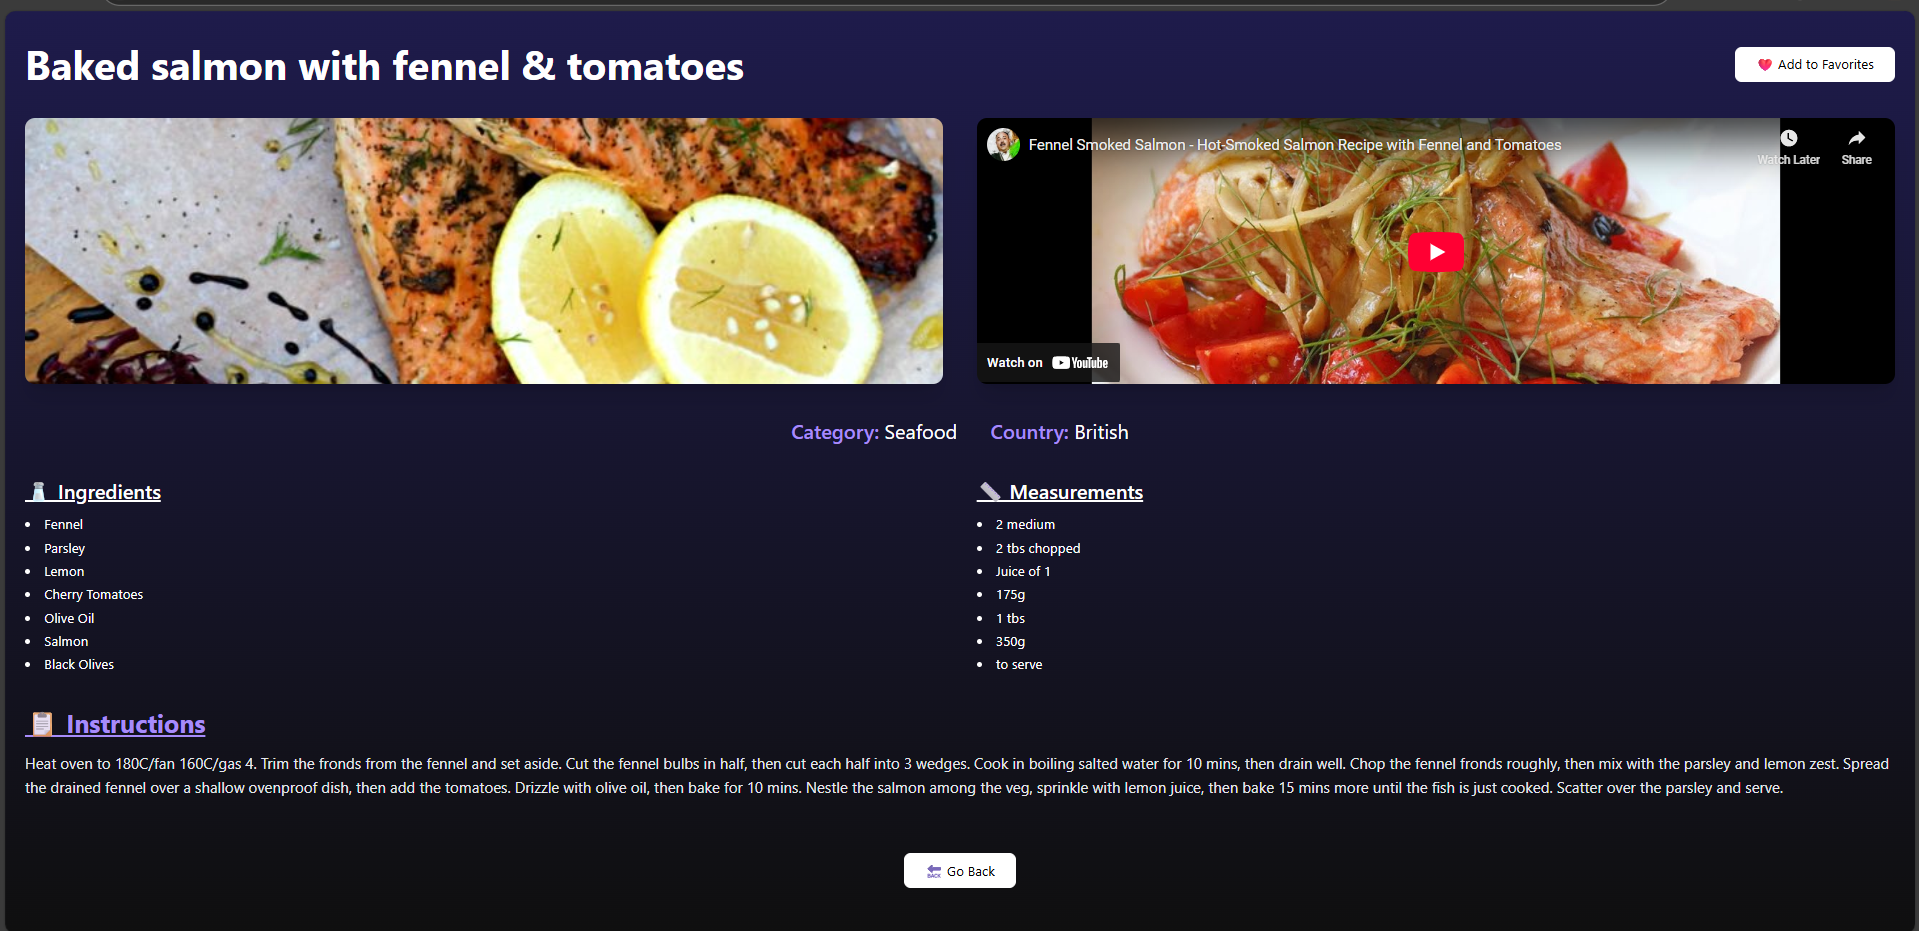 Baked salmon with fennel & tomatoes
Add to Favorites
Fennel Smoked Salmon - Hot-Smoked Salmon Recipe with Fennel and Tomatoes
Watch Later
Share
Watch on YouTube
Category: Seafood
Country: British
Ingredients
Fennel
Parsley
Lemon
Cherry Tomatoes
Olive Oil
Salmon
Black Olives
Measurements
2 medium
2 tbs chopped
Juice of 1
175g
1 tbs
350g
to serve
Instructions
Heat oven to 180C/fan 160C/gas 4. Trim the fronds from the fennel and set aside. Cut the fennel bulbs in half, then cut each half into 3 wedges. Cook in boiling salted water for 10 mins, then drain well. Chop the fennel fronds roughly, then mix with the parsley and lemon zest. Spread
the drained fennel over a shallow ovenproof dish, then add the tomatoes. Drizzle with olive oil, then bake for 10 mins. Nestle the salmon among the veg, sprinkle with lemon juice, then bake 15 mins more until the fish is just cooked. Scatter over the parsley and serve.
BACK Go Back